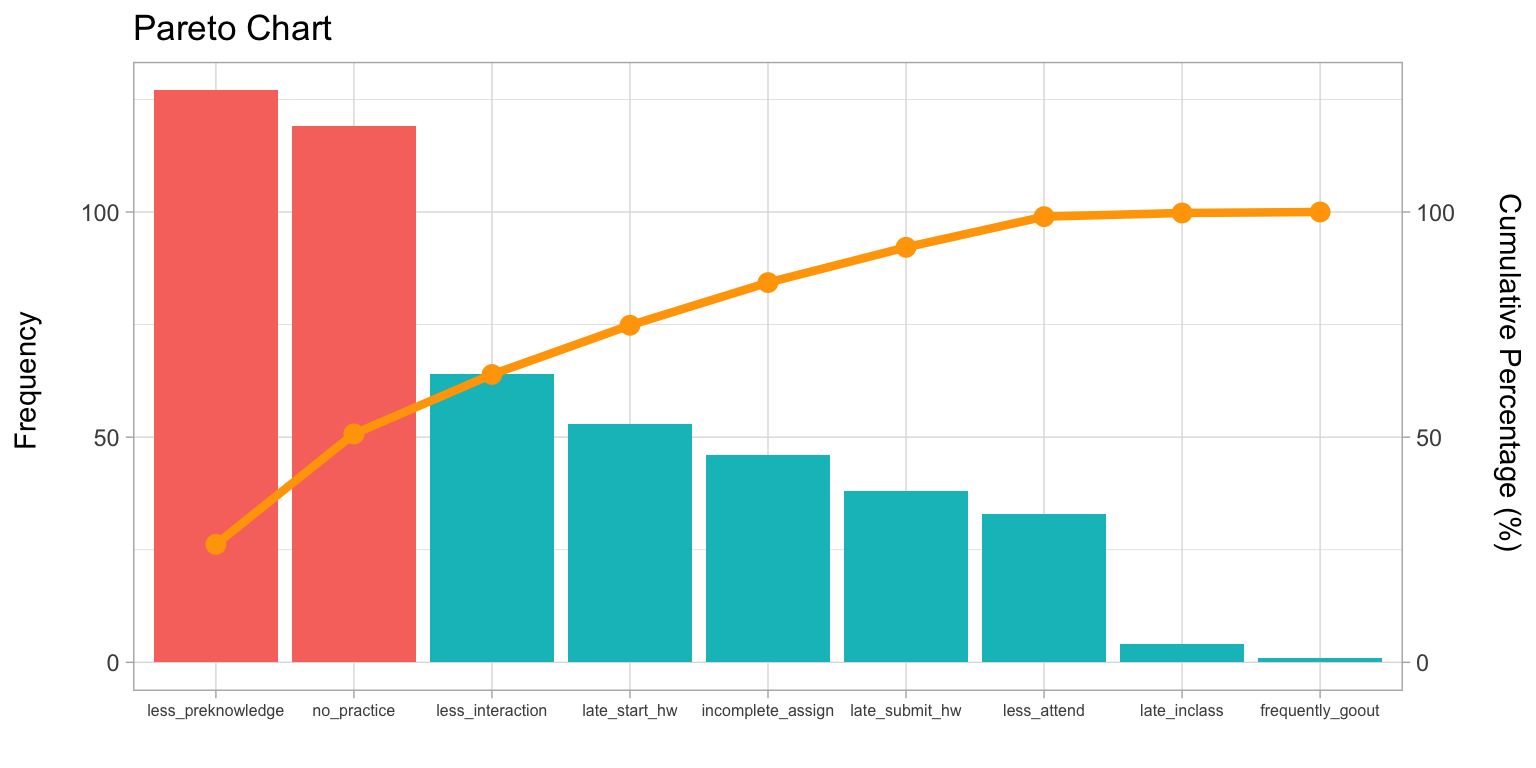 Pareto Chart
Frequency
100
50
0
100
50
0
Cumulative Percentage (%)
less_preknowledge no_practice less_interaction late_start_hw incomplete_assign late_submit_hw less_attend late_inclass frequently_goout